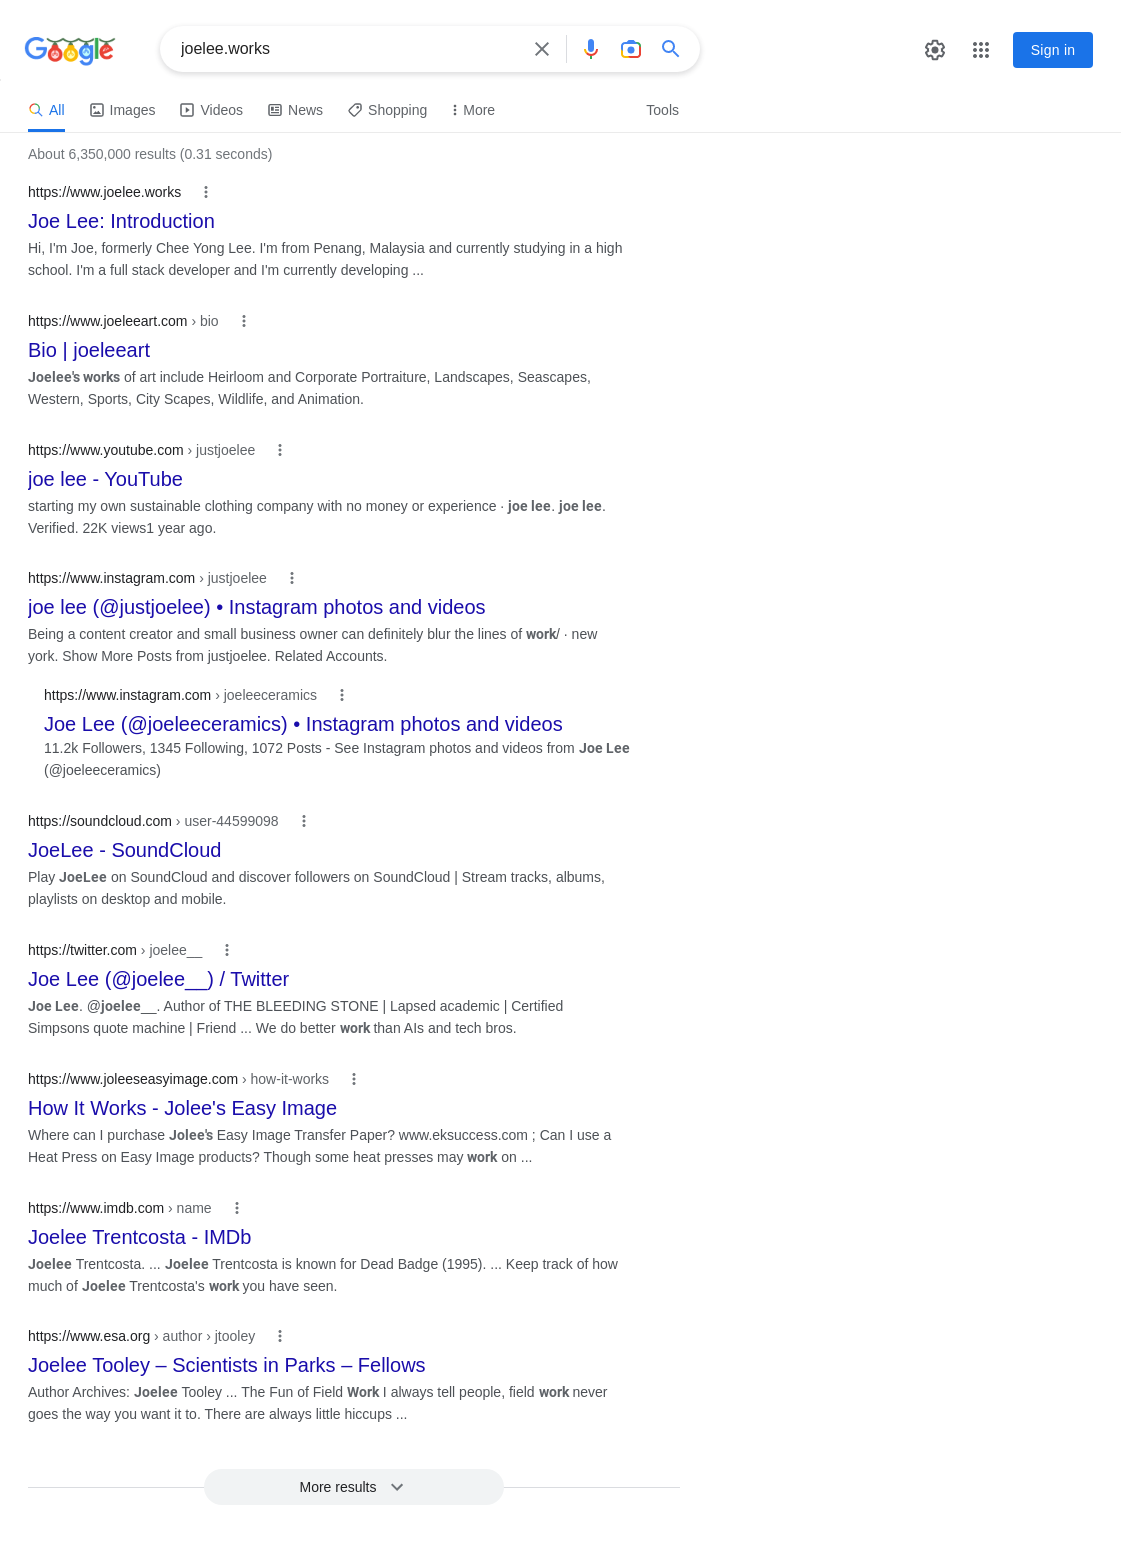 Google
joelee.works
Sign in
All
Images
Videos
News
Shopping
More
Tools
About 6,350,000 results (0.31 seconds)
https://www.joelee.works
Joe Lee: Introduction
Hi, I'm Joe, formerly Chee Yong Lee. I'm from Penang, Malaysia and currently studying in a high
school. I'm a full stack developer and I'm currently developing ...
https://www.joeleeart.com › bio
Bio | joeleeart
Joelee's works of art include Heirloom and Corporate Portraiture, Landscapes, Seascapes,
Western, Sports, City Scapes, Wildlife, and Animation.
https://www.youtube.com › justjoelee
joe lee - YouTube
starting my own sustainable clothing company with no money or experience · joe lee. joe lee.
Verified. 22K views1 year ago.
https://www.instagram.com › justjoelee
joe lee (@justjoelee) • Instagram photos and videos
Being a content creator and small business owner can definitely blur the lines of work/ · new
york. Show More Posts from justjoelee. Related Accounts.
https://www.instagram.com › joeleeceramics
Joe Lee (@joeleeceramics) • Instagram photos and videos
11.2k Followers, 1345 Following, 1072 Posts - See Instagram photos and videos from Joe Lee
(@joeleeceramics)
https://soundcloud.com › user-44599098
JoeLee - SoundCloud
Play JoeLee on SoundCloud and discover followers on SoundCloud | Stream tracks, albums,
playlists on desktop and mobile.
https://twitter.com › joelee__
Joe Lee (@joelee__) / Twitter
Joe Lee. @joelee__. Author of THE BLEEDING STONE | Lapsed academic | Certified
Simpsons quote machine | Friend ... We do better work than AIs and tech bros.
https://www.joleeseasyimage.com › how-it-works
How It Works - Jolee's Easy Image
Where can I purchase Jolee's Easy Image Transfer Paper? www.eksuccess.com ; Can I use a
Heat Press on Easy Image products? Though some heat presses may work on ...
https://www.imdb.com › name
Joelee Trentcosta - IMDb
Joelee Trentcosta. ... Joelee Trentcosta is known for Dead Badge (1995). ... Keep track of how
much of Joelee Trentcosta's work you have seen.
https://www.esa.org › author › jtooley
Joelee Tooley – Scientists in Parks – Fellows
Author Archives: Joelee Tooley ... The Fun of Field Work I always tell people, field work never
goes the way you want it to. There are always little hiccups ...
More results